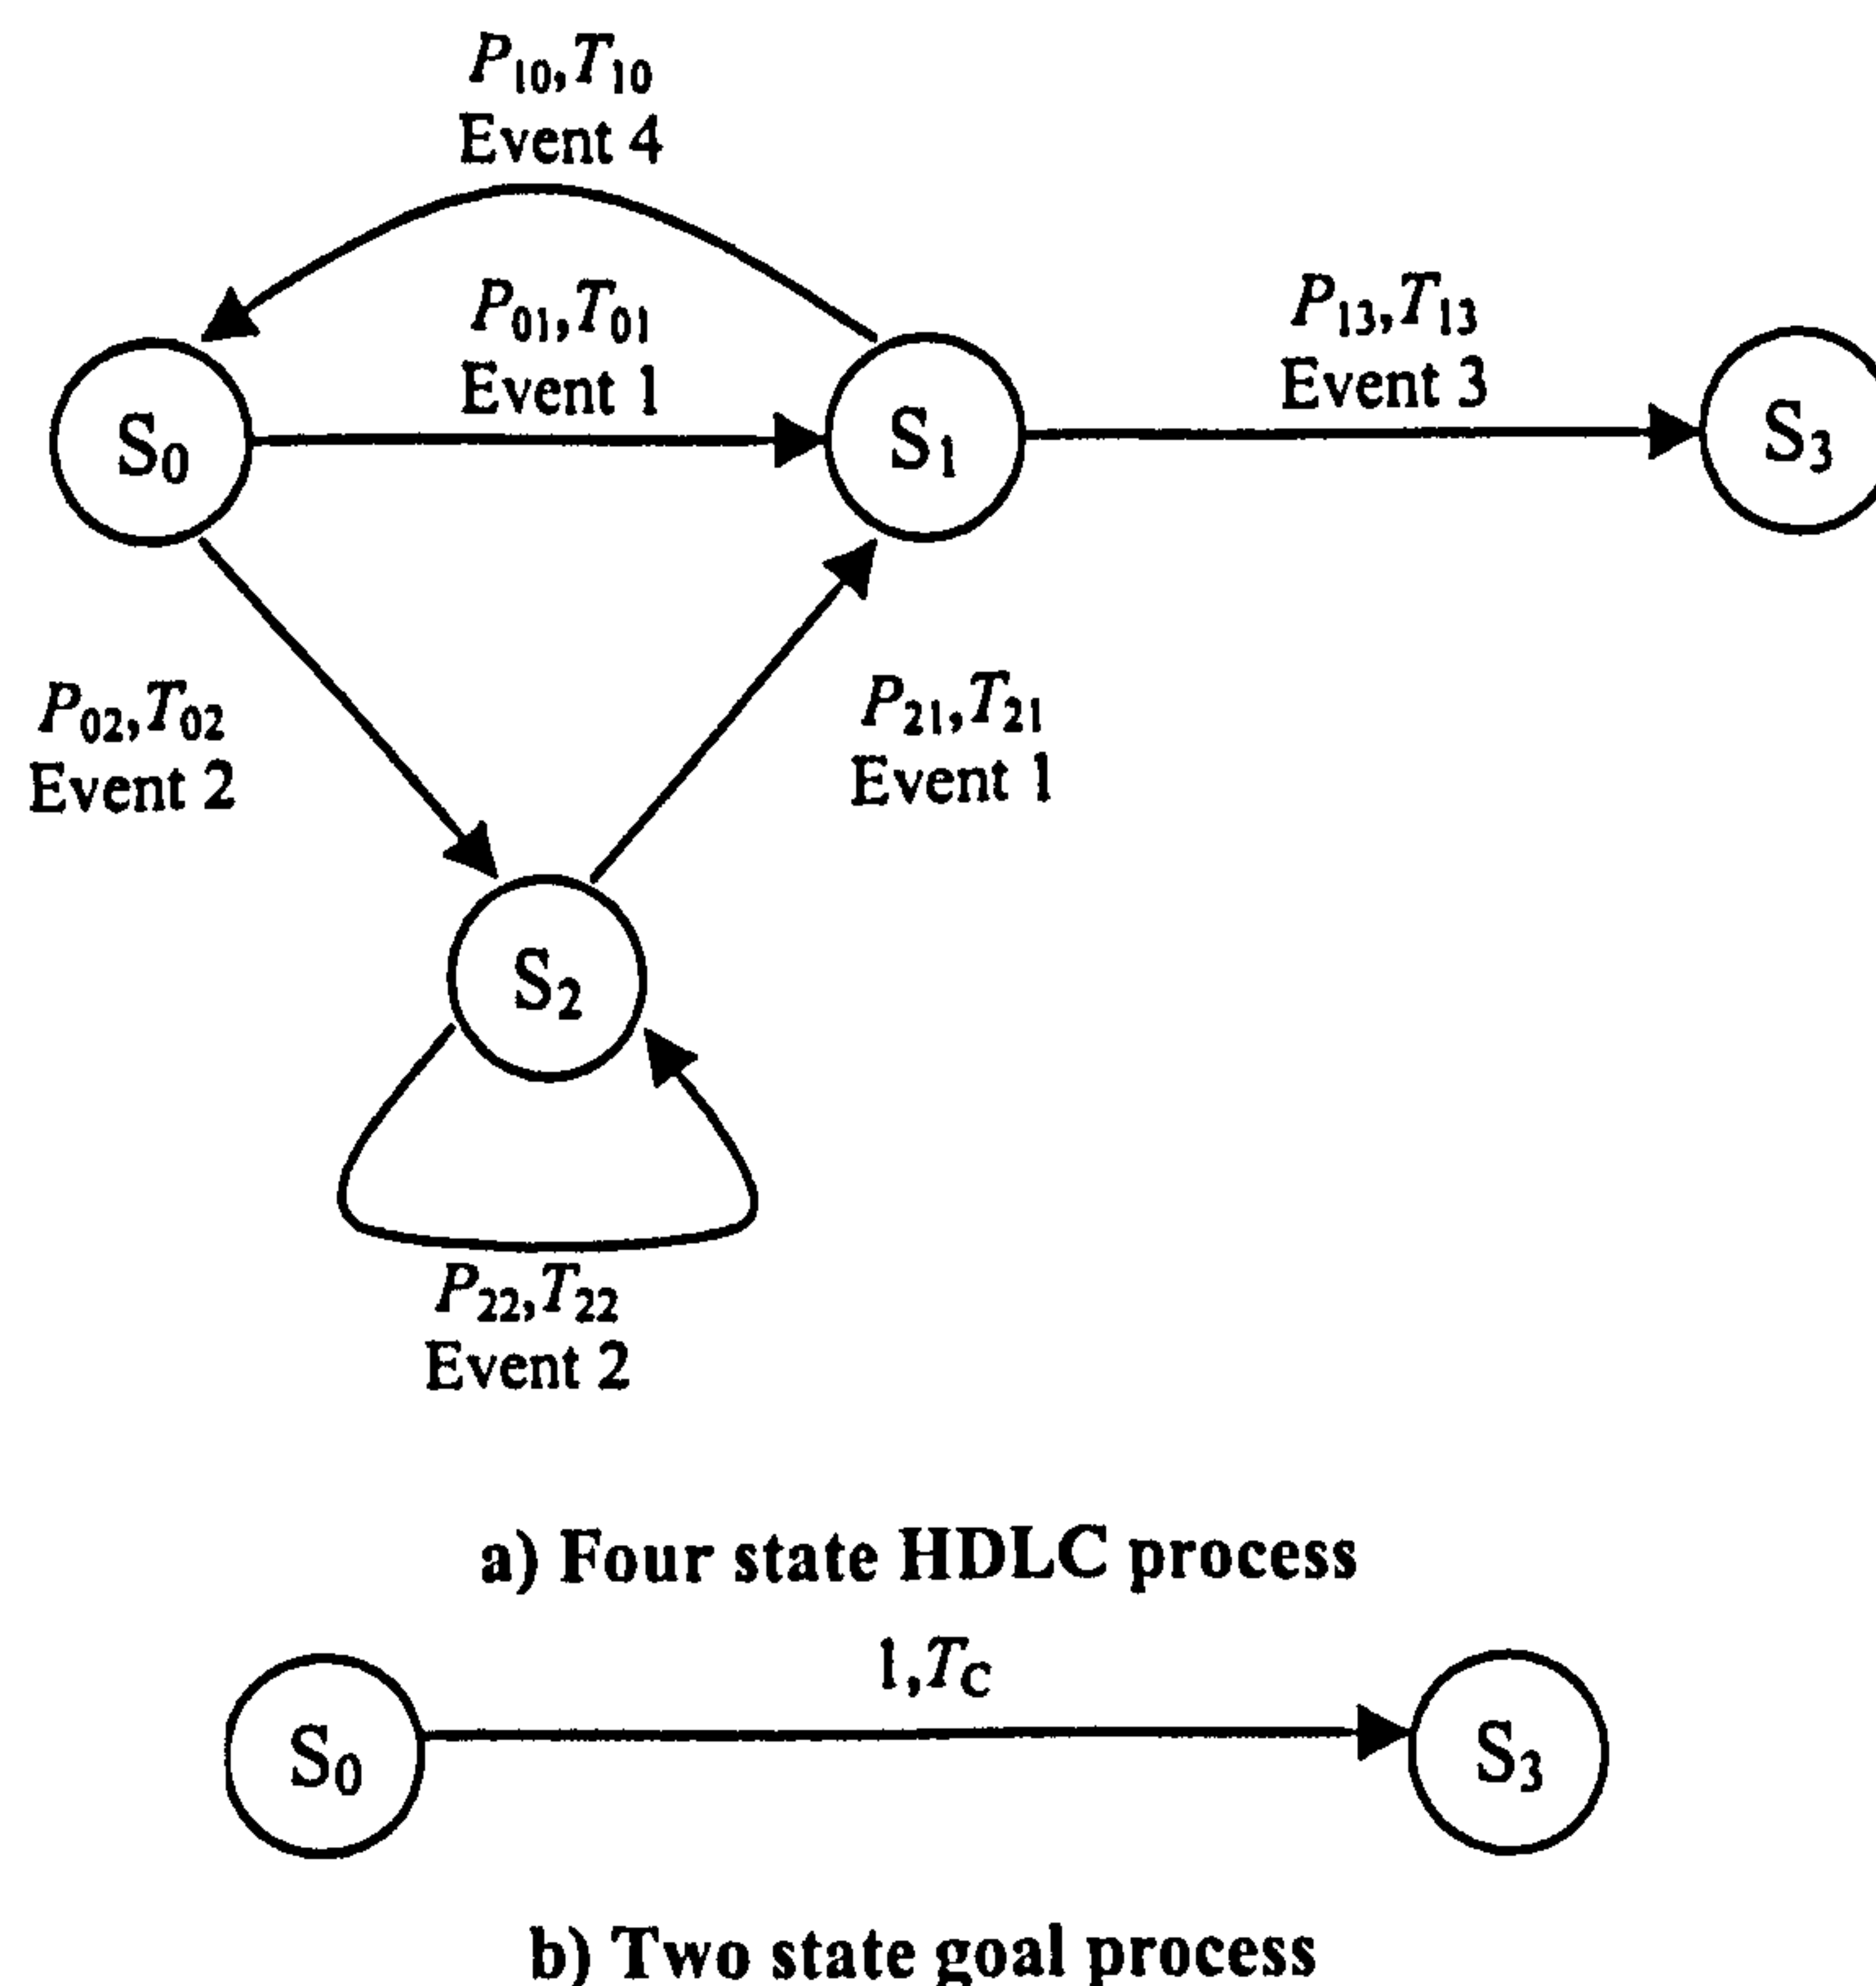 P10,T10
Event 4
P01,T01
Event 1
P13,T13
Event 3
S0
S1
S3
P02,T02
Event 2
P21,T21
Event 1
S2
P22,T22
Event 2
a) Four state HDLC process
1,TC
S0
S3
b) Two state goal process